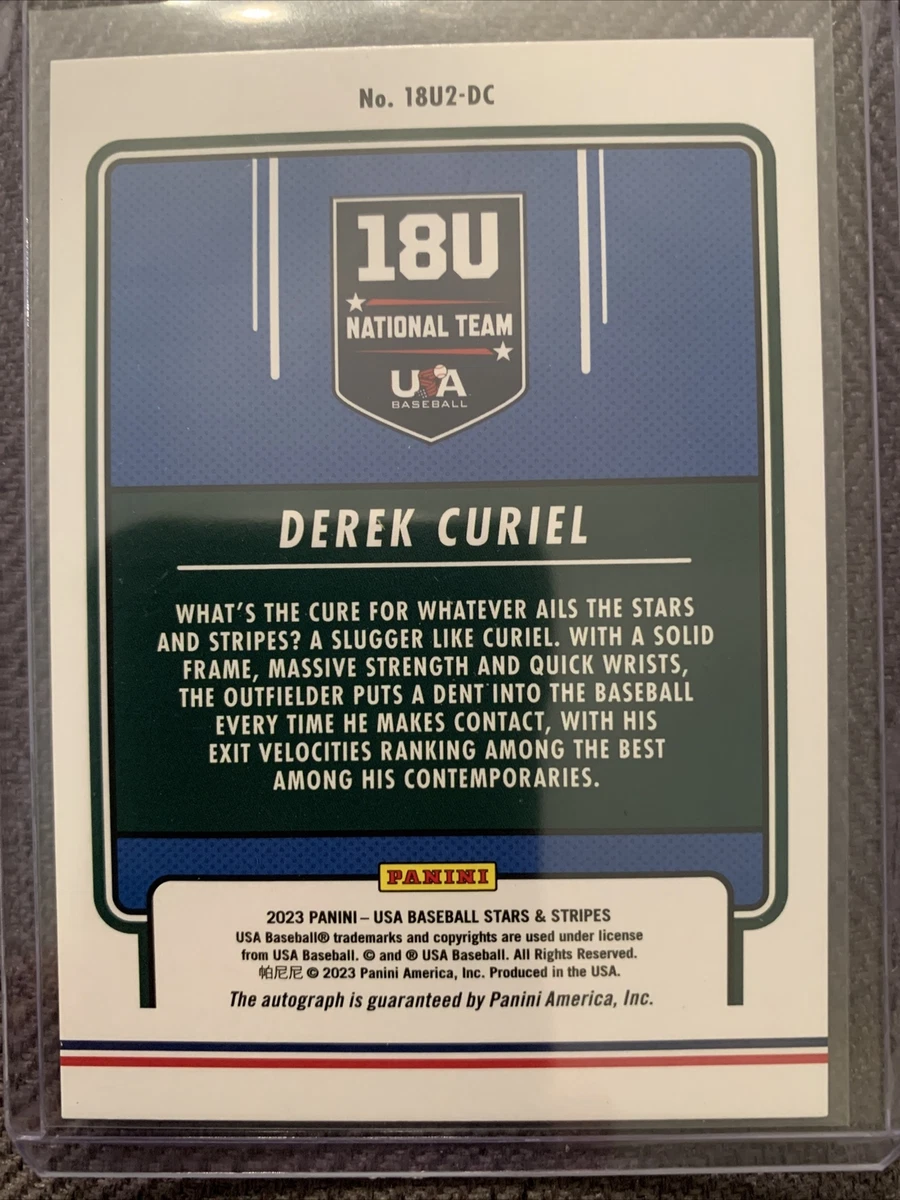 No. 18U2-DC
18U
NATIONAL TEAM
USA
BASEBALL
DEREK CURIEL
WHAT'S THE CURE FOR WHATEVER AILS THE STARS
AND STRIPES? A SLUGGER LIKE CURIEL. WITH A SOLID
FRAME, MASSIVE STRENGTH AND QUICK WRISTS,
THE OUTFIELDER PUTS A DENT INTO THE BASEBALL
EVERY TIME HE MAKES CONTACT, WITH HIS
EXIT VELOCITIES RANKING AMONG THE BEST
AMONG HIS CONTEMPORARIES.
PANINI
2023 PANINI – USA BASEBALL STARS & STRIPES
USA Baseball® trademarks and copyrights are used under license
from USA Baseball. © and ® USA Baseball. All Rights Reserved.
帕尼尼 © 2023 Panini America, Inc. Produced in the USA.
The autograph is guaranteed by Panini America, Inc.